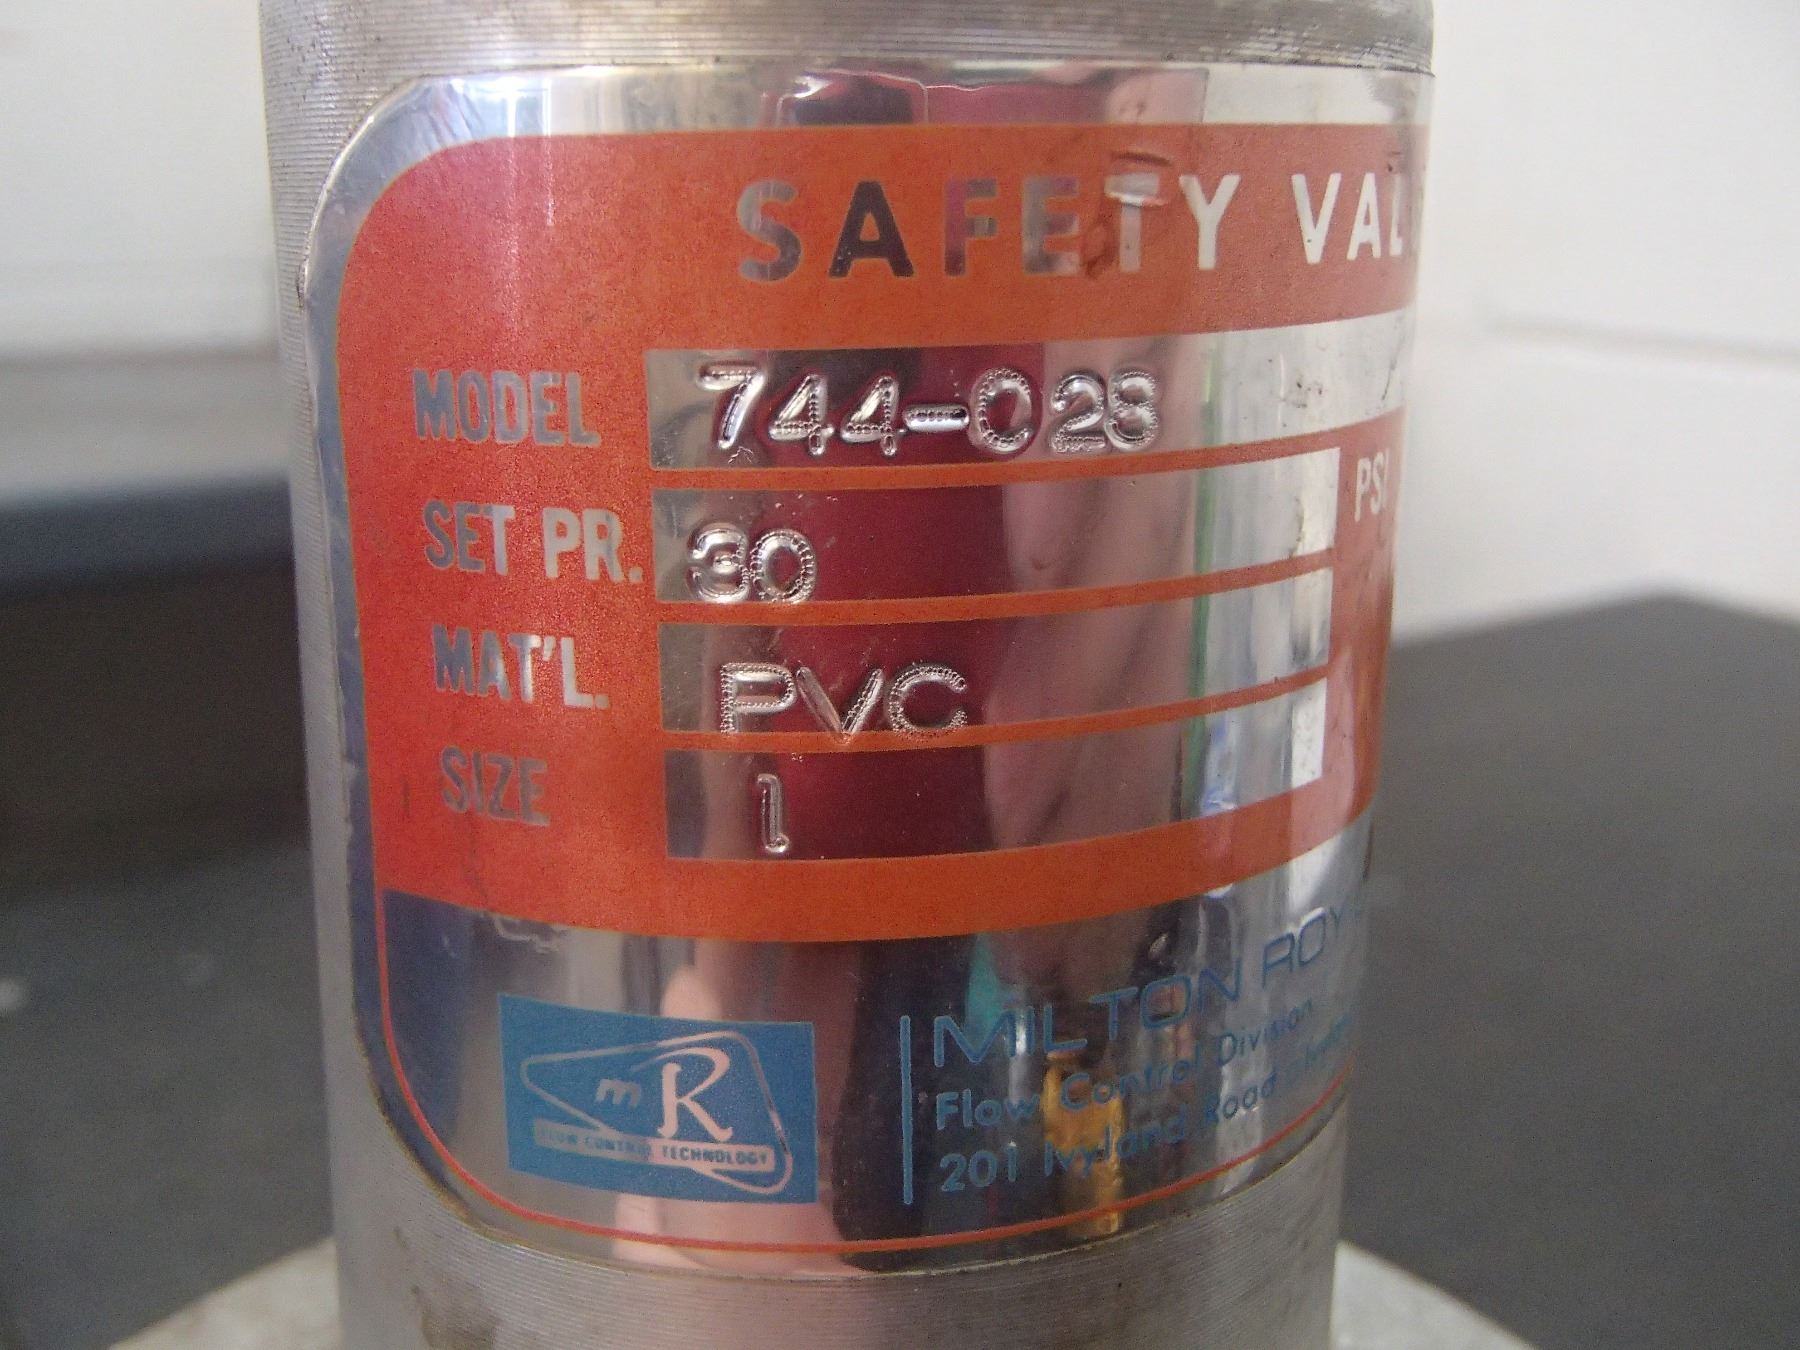 SAFETY VAL
MODEL 744-028
SET PR. 30 PSI
MAT'L. PVC
SIZE 1
mR
FLOW CONTROL TECHNOLOGY
MILTON ROY
Flow Control Division
201 Ivyland Road